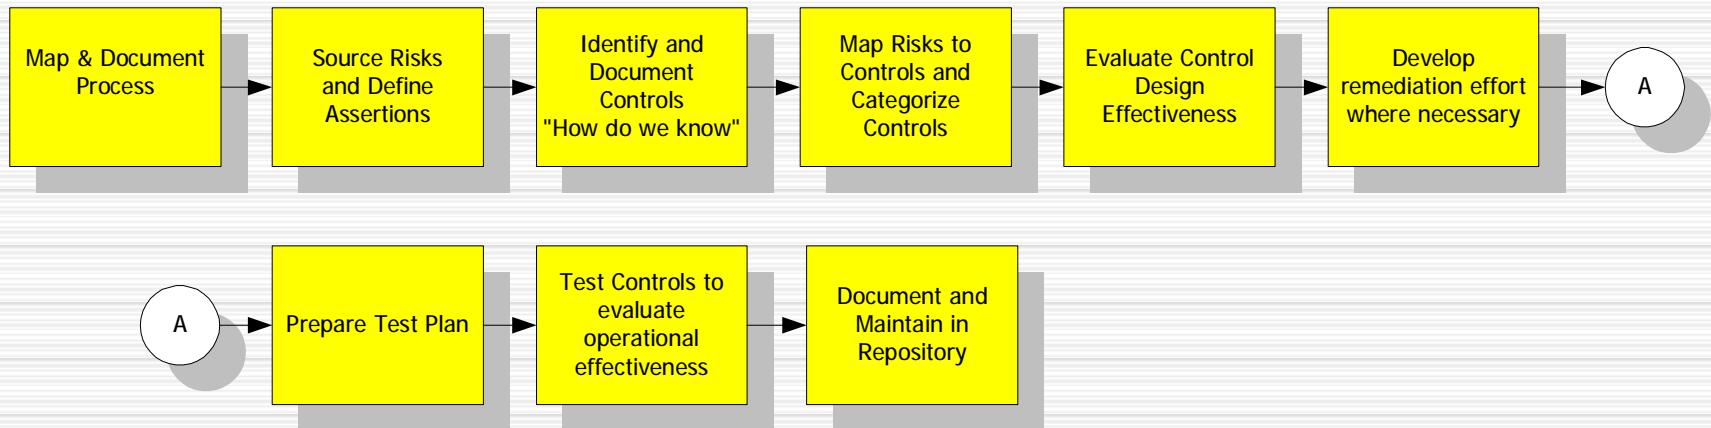 Map & Document
Process
Source Risks
and Define
Assertions
Identify and
Document
Controls
"How do we know"
Map Risks to
Controls and
Categorize
Controls
Evaluate Control
Design
Effectiveness
Develop
remediation effort
where necessary
A
A
Prepare Test Plan
Test Controls to
evaluate
operational
effectiveness
Document and
Maintain in
Repository